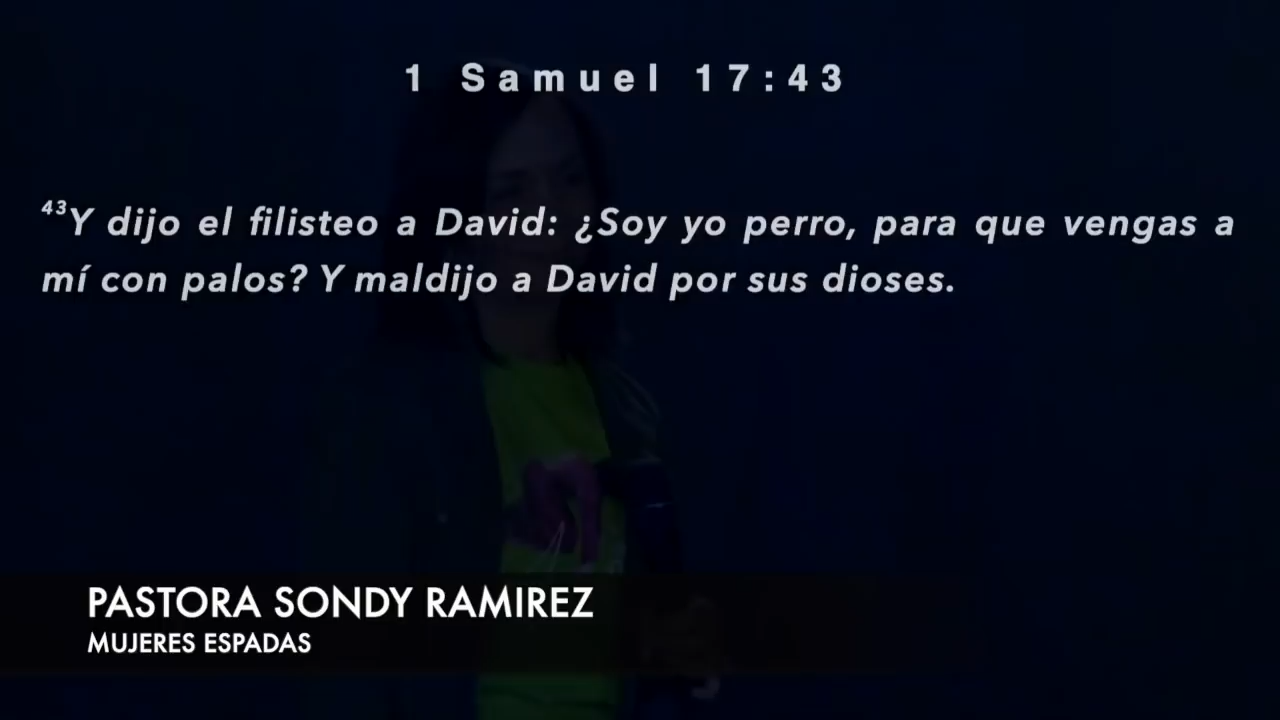 1 Samuel 17:43
⁴³Y dijo el filisteo a David: ¿Soy yo perro, para que vengas a
mí con palos? Y maldijo a David por sus dioses.
PASTORA SONDY RAMIREZ
MUJERES ESPADAS